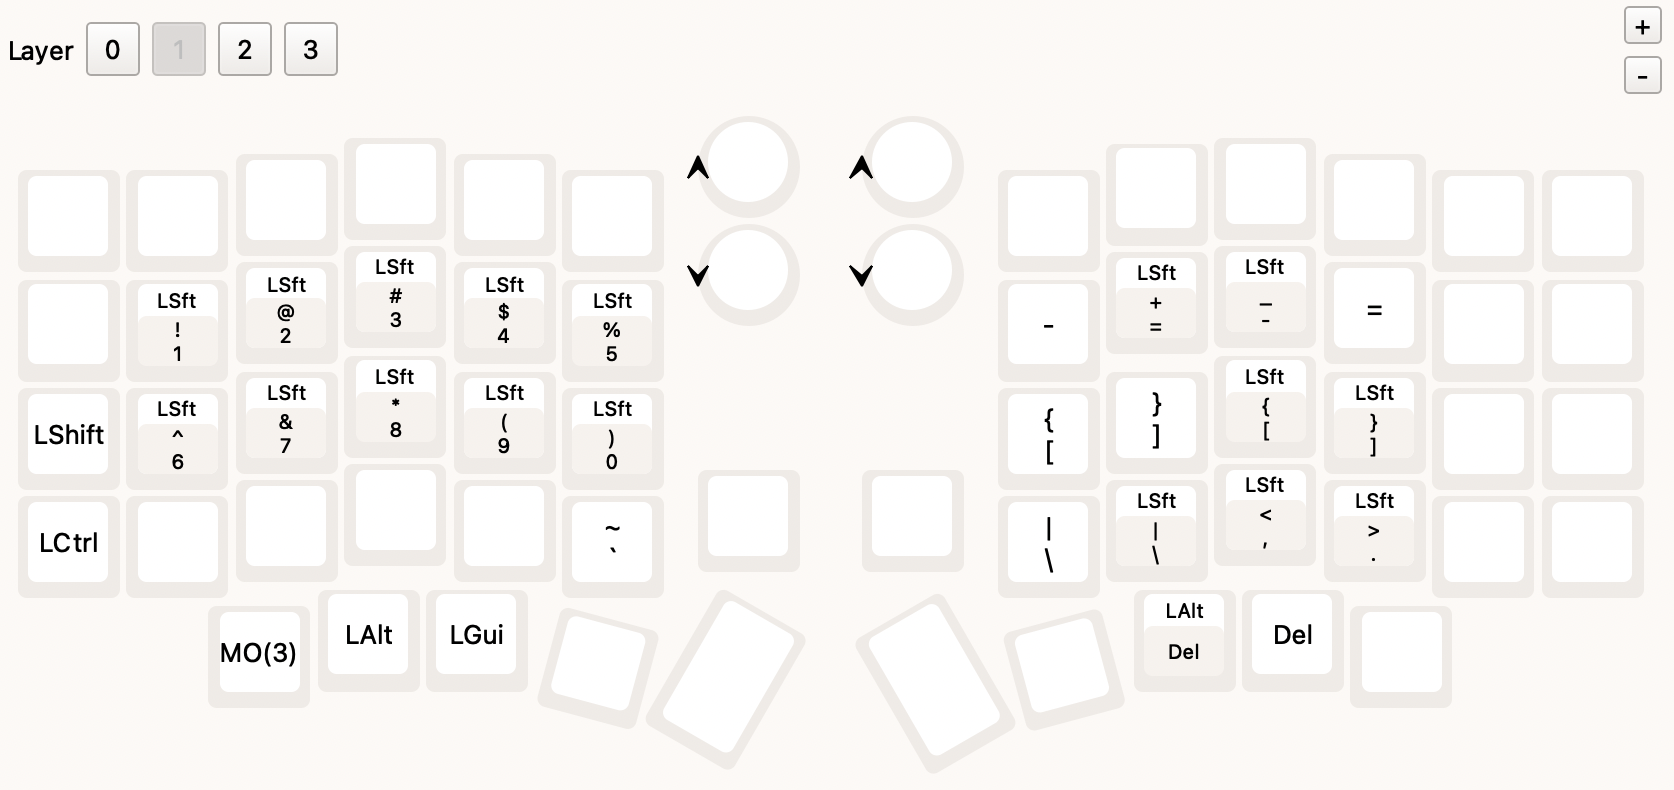 Layer 0 1 2 3
+
-
LSft ! 1
LSft @ 2
LSft # 3
LSft $ 4
LSft % 5
-
LSft + =
LSft _ -
=
LShift
LSft ^ 6
LSft & 7
LSft * 8
LSft ( 9
LSft ) 0
{ [
} ]
LSft { [
LSft } ]
LCtrl
~ `
| \
LSft | \
LSft < ,
LSft > .
MO(3)
LAlt
LGui
LAlt Del
Del